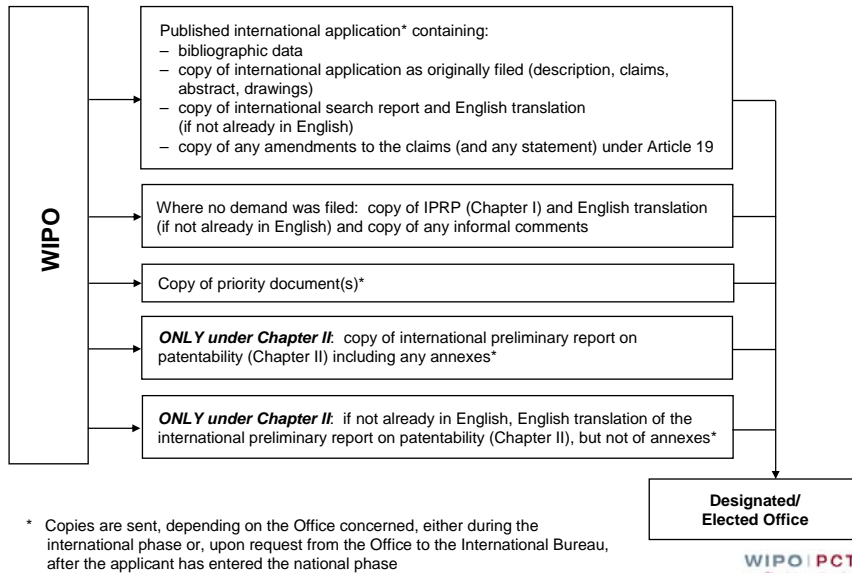 Published international application* containing:
– bibliographic data
– copy of international application as originally filed (description, claims,
abstract, drawings)
– copy of international search report and English translation
(if not already in English)
– copy of any amendments to the claims (and any statement) under Article 19
WIPO
Where no demand was filed: copy of IPRP (Chapter I) and English translation
(if not already in English) and copy of any informal comments
Copy of priority document(s)*
ONLY under Chapter II: copy of international preliminary report on
patentability (Chapter II) including any annexes*
ONLY under Chapter II: if not already in English, English translation of the
international preliminary report on patentability (Chapter II), but not of annexes*
Designated/
Elected Office
* Copies are sent, depending on the Office concerned, either during the
international phase or, upon request from the Office to the International Bureau,
after the applicant has entered the national phase
WIPO|PCT